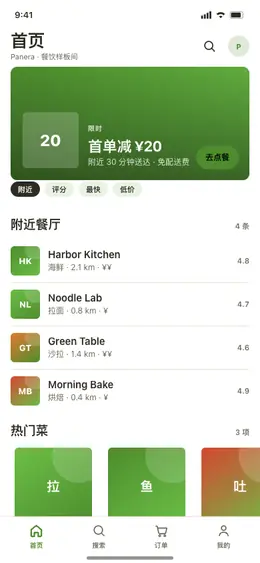 9:41
首页
Panera · 餐饮样板间
P
20
限时
首单减 ¥20
附近 30 分钟送达 · 免配送费
去点餐
附近 评分 最快 低价
附近餐厅 4 条
HK Harbor Kitchen 4.8
海鲜 · 2.1 km · ¥¥
NL Noodle Lab 4.7
拉面 · 0.8 km · ¥
GT Green Table 4.6
沙拉 · 1.4 km · ¥¥
MB Morning Bake 4.9
烘焙 · 0.4 km · ¥
热门菜 3 项
拉 鱼 吐
首页 搜索 订单 我的